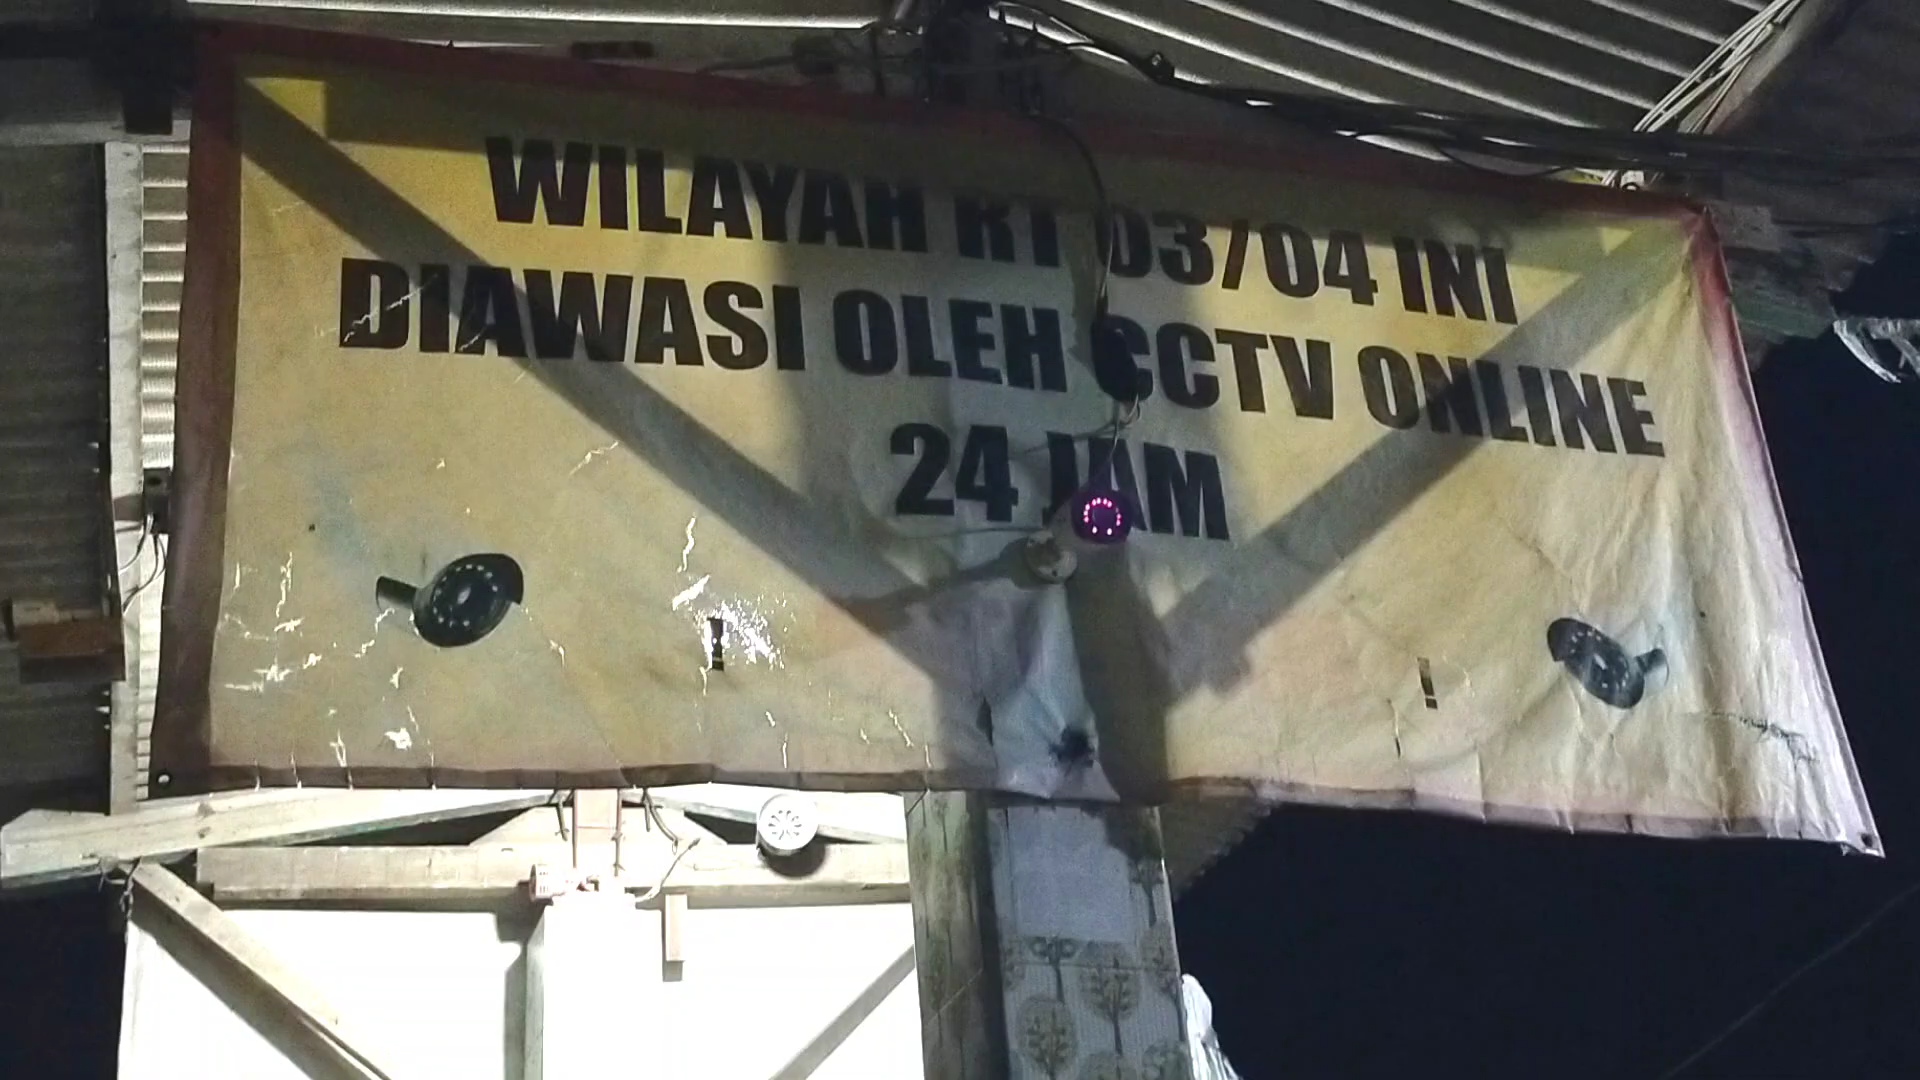 WILAYAH RT 03/04 INI
DIAWASI OLEH CCTV ONLINE
24 JAM
! !